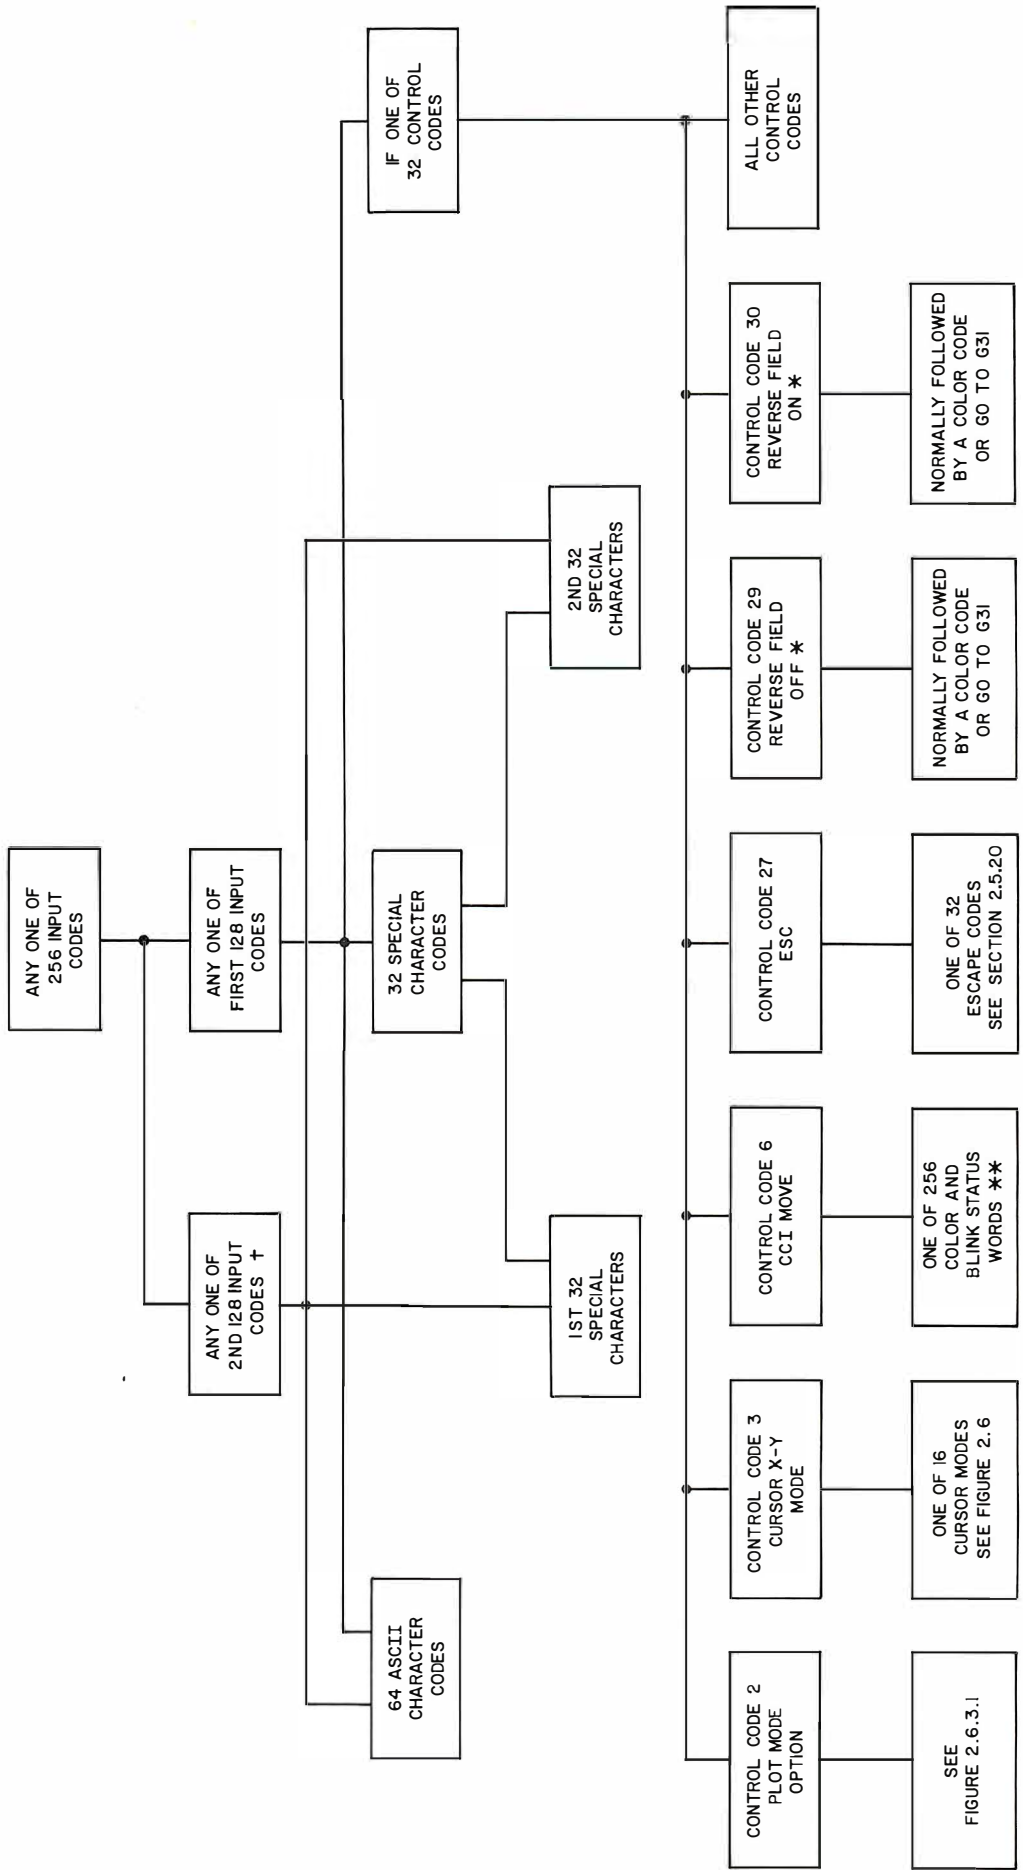 ANY ONE OF
256 INPUT
CODES
ANY ONE OF
2ND 128 INPUT
CODES †
ANY ONE OF
FIRST 128 INPUT
CODES
64 ASCII
CHARACTER
CODES
32 SPECIAL
CHARACTER
CODES
IF ONE OF
32 CONTROL
CODES
1ST 32
SPECIAL
CHARACTERS
2ND 32
SPECIAL
CHARACTERS
CONTROL CODE 2
PLOT MODE
OPTION
CONTROL CODE 3
CURSOR X-Y
MODE
CONTROL CODE 6
CCI MOVE
CONTROL CODE 27
ESC
CONTROL CODE 29
REVERSE FIELD
OFF *
CONTROL CODE 30
REVERSE FIELD
ON *
ALL OTHER
CONTROL
CODES
SEE
FIGURE 2.6.3.1
ONE OF 16
CURSOR MODES
SEE FIGURE 2.6
ONE OF 256
COLOR AND
BLINK STATUS
WORDS **
ONE OF 32
ESCAPE CODES
SEE SECTION 2.5.20
NORMALLY FOLLOWED
BY A COLOR CODE
OR GO TO G31
NORMALLY FOLLOWED
BY A COLOR CODE
OR GO TO G31